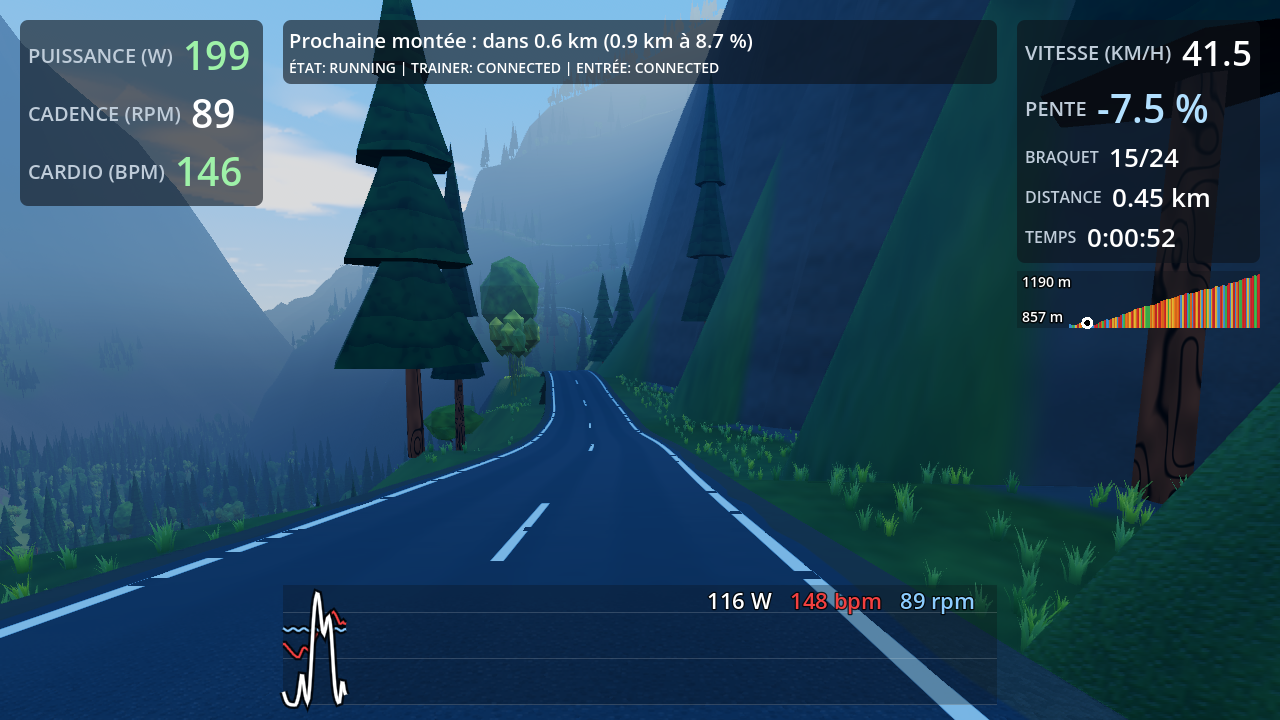 PUISSANCE (W) 199
CADENCE (RPM) 89
CARDIO (BPM) 146
Prochaine montée : dans 0.6 km (0.9 km à 8.7 %)
ÉTAT: RUNNING | TRAINER: CONNECTED | ENTRÉE: CONNECTED
VITESSE (KM/H) 41.5
PENTE -7.5 %
BRAQUET 15/24
DISTANCE 0.45 km
TEMPS 0:00:52
1190 m
857 m
116 W 148 bpm 89 rpm